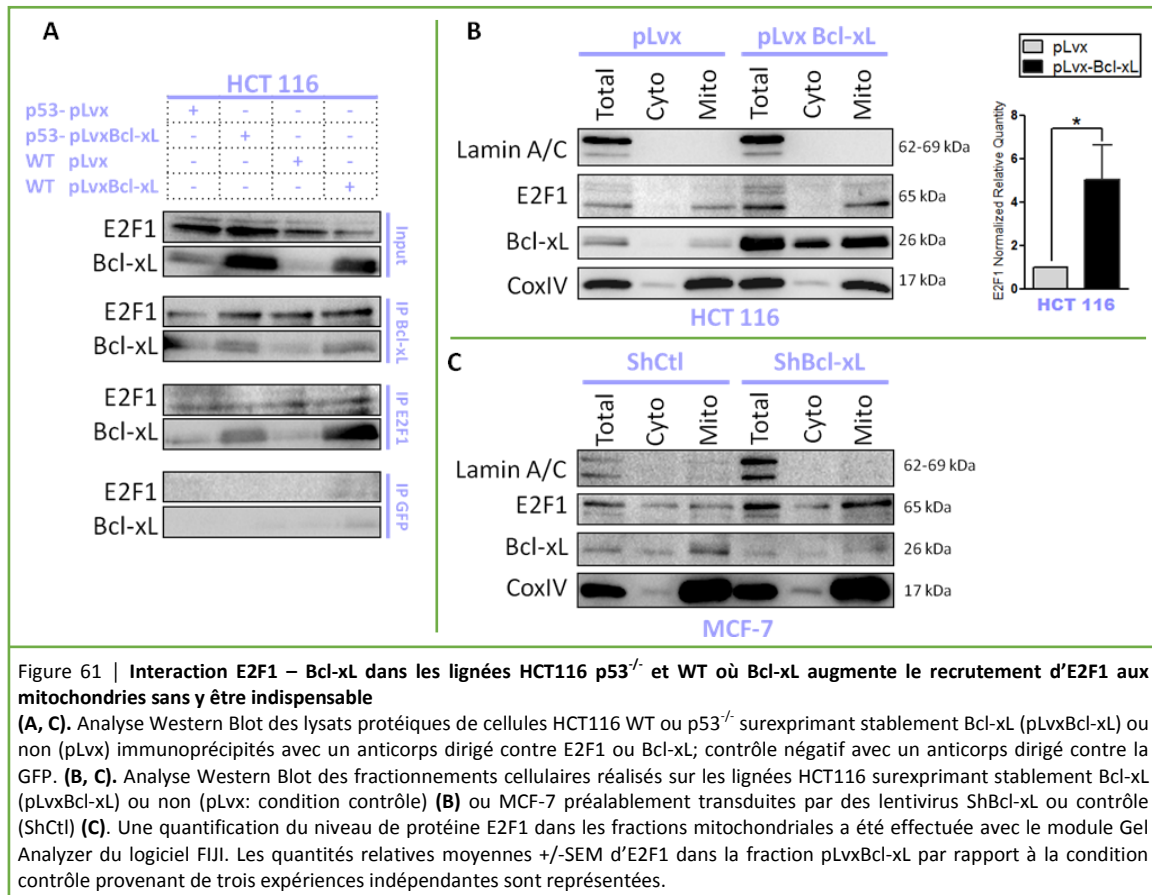 A
HCT 116
p53- pLvx + - - -
p53- pLvxBcl-xL - + - -
WT pLvx - - + -
WT pLvxBcl-xL - - - +
E2F1
Bcl-xL
Input
E2F1
Bcl-xL
IP Bcl-xL
E2F1
Bcl-xL
IP E2F1
E2F1
Bcl-xL
IP GFP
B
pLvx pLvx Bcl-xL
Total Cyto Mito Total Cyto Mito
Lamin A/C 62-69 kDa
E2F1 65 kDa
Bcl-xL 26 kDa
CoxIV 17 kDa
HCT 116
pLvx
pLvx-Bcl-xL
E2F1 Normalized Relative Quantity
8
6
4
2
0
*
HCT 116
C
ShCtl ShBcl-xL
Total Cyto Mito Total Cyto Mito
Lamin A/C 62-69 kDa
E2F1 65 kDa
Bcl-xL 26 kDa
CoxIV 17 kDa
MCF-7
Figure 61 | Interaction E2F1 – Bcl-xL dans les lignées HCT116 p53-/- et WT où Bcl-xL augmente le recrutement d’E2F1 aux
mitochondries sans y être indispensable
(A, C). Analyse Western Blot des lysats protéiques de cellules HCT116 WT ou p53-/- surexprimant stablement Bcl-xL (pLvxBcl-xL) ou
non (pLvx) immunoprécipités avec un anticorps dirigé contre E2F1 ou Bcl-xL; contrôle négatif avec un anticorps dirigé contre la
GFP. (B, C). Analyse Western Blot des fractionnements cellulaires réalisés sur les lignées HCT116 surexprimant stablement Bcl-xL
(pLvxBcl-xL) ou non (pLvx: condition contrôle) (B) ou MCF-7 préalablement transduites par des lentivirus ShBcl-xL ou contrôle
(ShCtl) (C). Une quantification du niveau de protéine E2F1 dans les fractions mitochondriales a été effectuée avec le module Gel
Analyzer du logiciel FIJI. Les quantités relatives moyennes +/-SEM d’E2F1 dans la fraction pLvxBcl-xL par rapport à la condition
contrôle provenant de trois expériences indépendantes sont représentées.